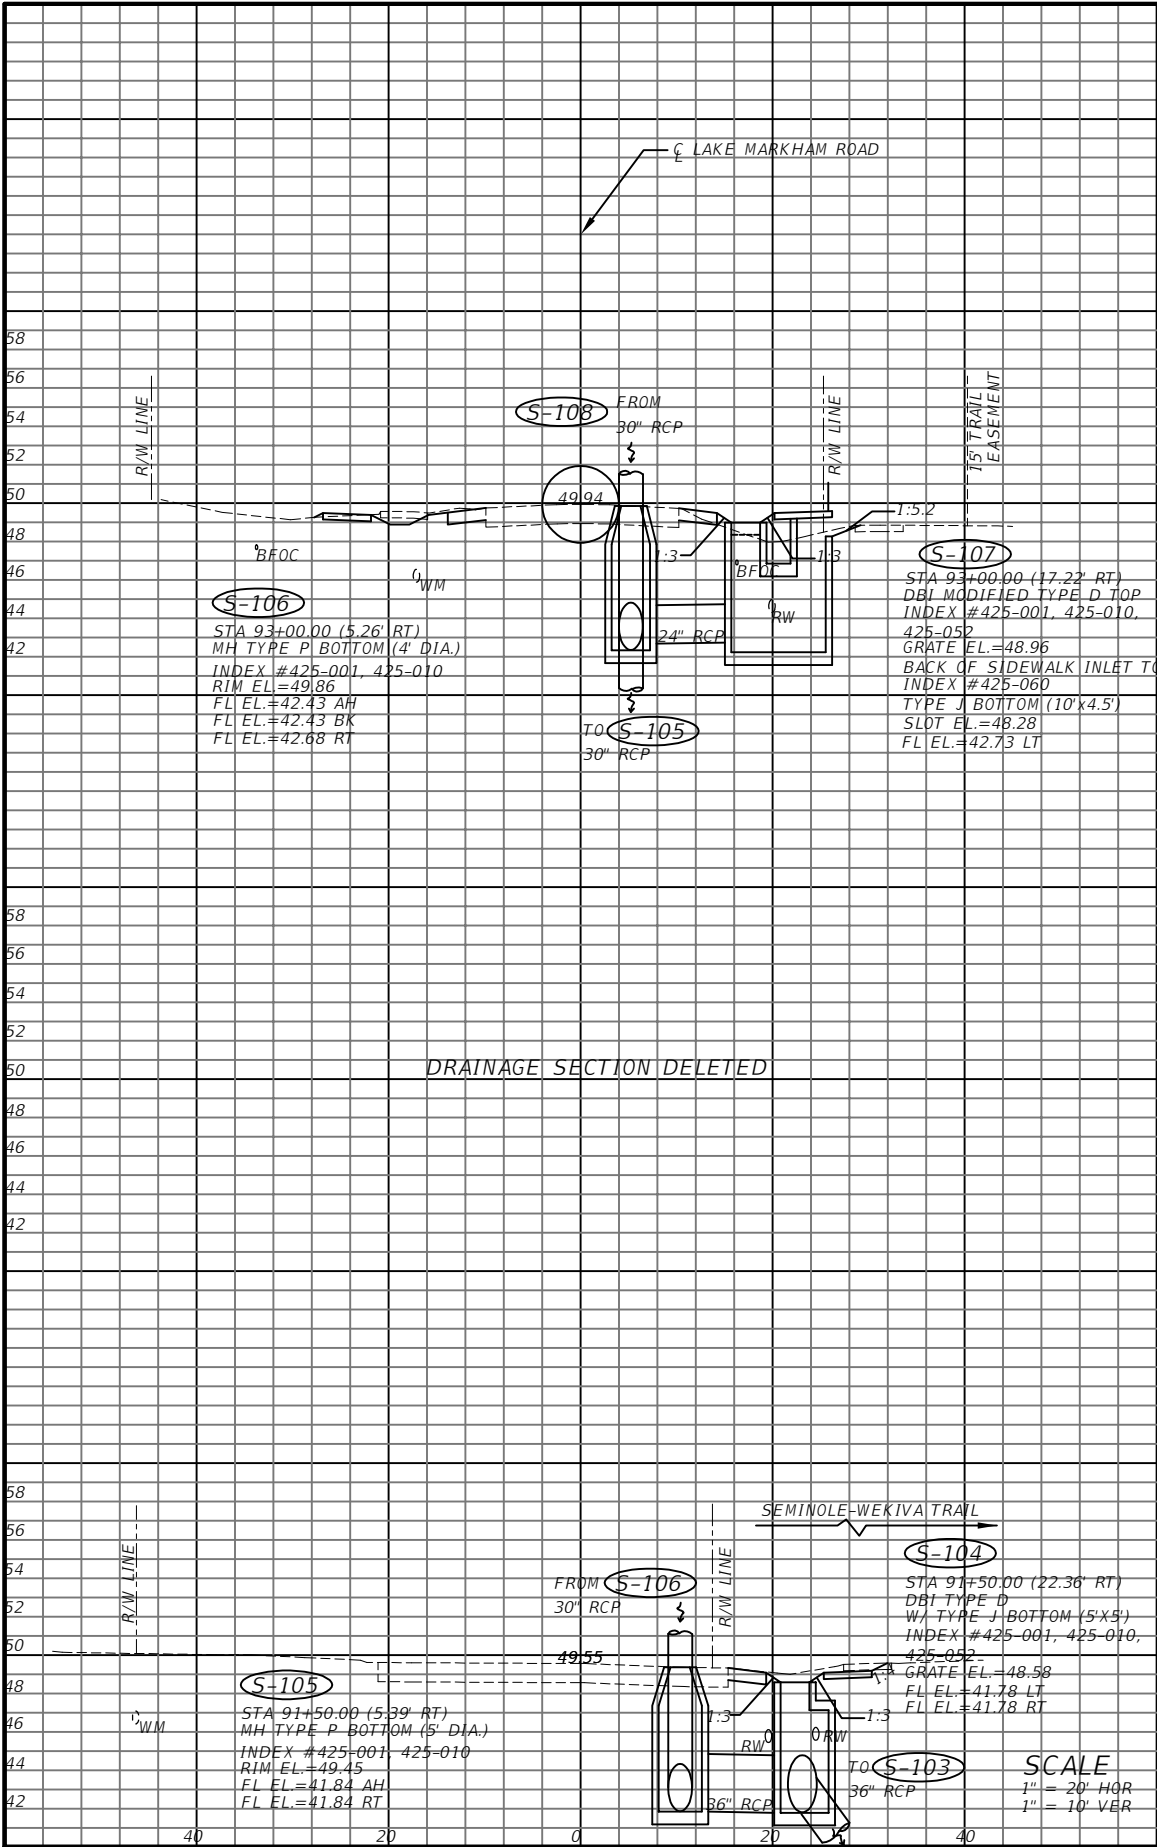 ℄ LAKE MARKHAM ROAD
58
56
54
52
50
48
46
44
42
R/W LINE
S-108
FROM
30" RCP
R/W LINE
15' TRAIL
EASEMENT
49.94
1:5.2
1:3
1:3
BFOC
WM
BFOC
RW
24" RCP
S-106
STA 93+00.00 (5.26' RT)
MH TYPE P BOTTOM (4' DIA.)
INDEX #425-001, 425-010
RIM EL.=49.86
FL EL.=42.43 AH
FL EL.=42.43 BK
FL EL.=42.68 RT
TO S-105
30" RCP
S-107
STA 93+00.00 (17.22' RT)
DBI MODIFIED TYPE D TOP
INDEX #425-001, 425-010,
425-052
GRATE EL.=48.96
BACK OF SIDEWALK INLET
INDEX #425-060
TYPE J BOTTOM (10'x4.5')
SLOT EL.=48.28
FL EL.=42.73 LT
58
56
54
52
50
48
46
44
42
DRAINAGE SECTION DELETED
58
56
54
52
50
48
46
44
42
R/W LINE
FROM S-106
30" RCP
R/W LINE
SEMINOLE-WEKIVA TRAIL
S-104
STA 91+50.00 (22.36' RT)
DBI TYPE D
W/ TYPE J BOTTOM (5'X5')
INDEX #425-001, 425-010,
425-052
GRATE EL.=48.58
FL EL.=41.78 LT
FL EL.=41.78 RT
49.55
1:3
1:3
WM
RW
RW
36" RCP
S-105
STA 91+50.00 (5.39' RT)
MH TYPE P BOTTOM (5' DIA.)
INDEX #425-001, 425-010
RIM EL.=49.45
FL EL.=41.84 AH
FL EL.=41.84 RT
TO S-103
36" RCP
SCALE
1" = 20' HOR
1" = 10' VER
40
20
0
20
40